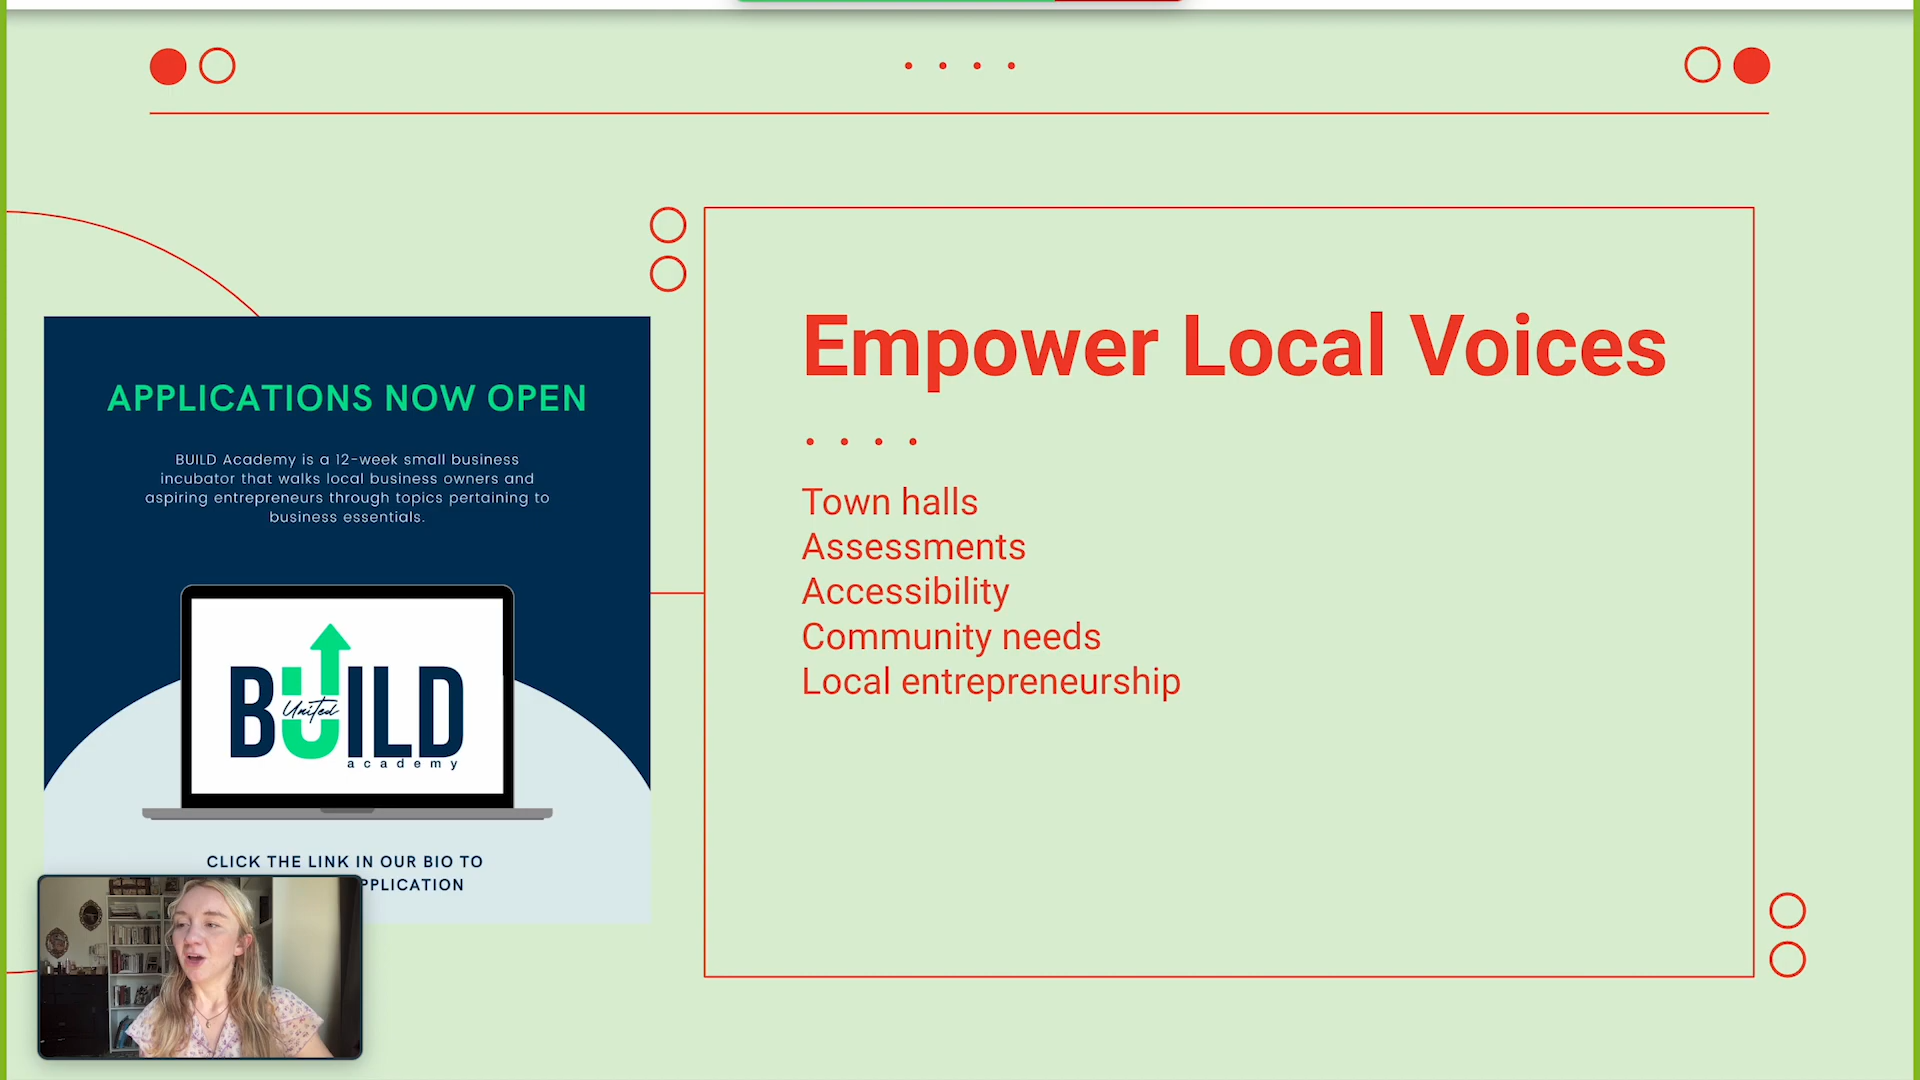 Empower Local Voices
Town halls
Assessments
Accessibility
Community needs
Local entrepreneurship
APPLICATIONS NOW OPEN
BUILD Academy is a 12-week small business
incubator that walks local business owners and
aspiring entrepreneurs through topics pertaining to
business essentials.
BUILD
United
academy
CLICK THE LINK IN OUR BIO TO